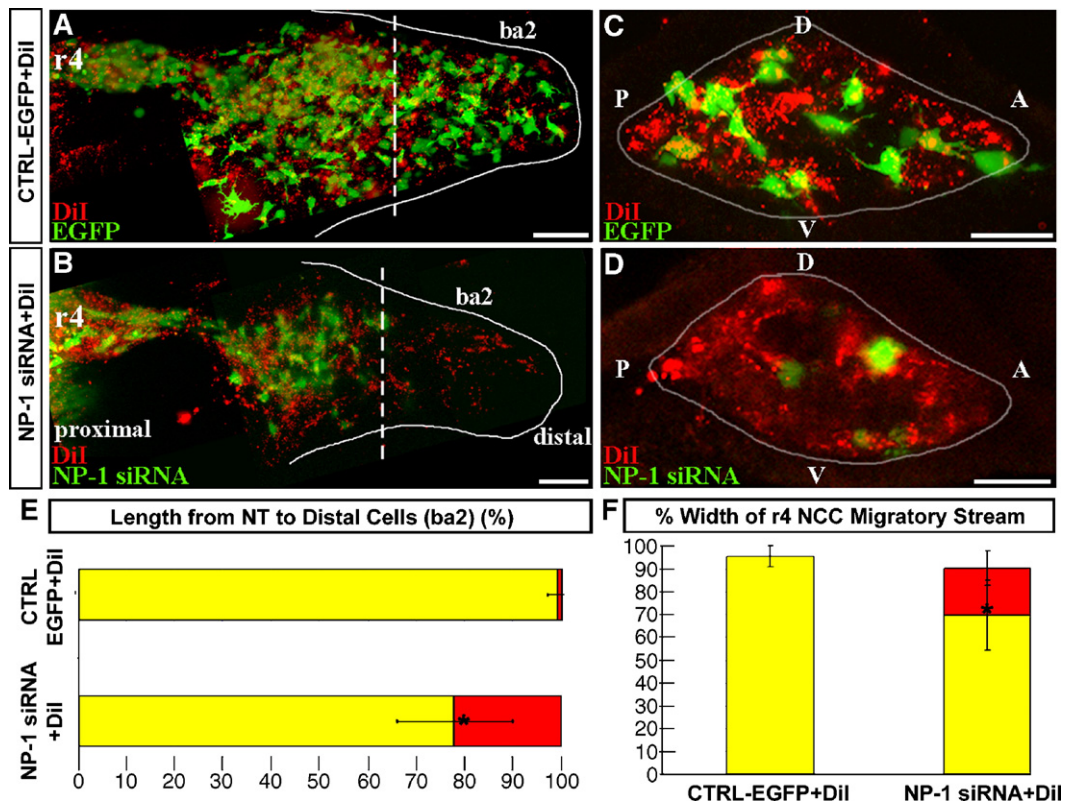 CTRL-EGFP+DiI
A
r4
ba2
DiI
EGFP
C
D
P
A
V
DiI
EGFP
NP-1 siRNA+DiI
B
r4
ba2
proximal
distal
DiI
NP-1 siRNA
D
D
P
A
V
DiI
NP-1 siRNA
E
Length from NT to Distal Cells (ba2) (%)
CTRL
EGFP+DiI
NP-1 siRNA
+DiI
*
0 10 20 30 40 50 60 70 80 90 100
F
% Width of r4 NCC Migratory Stream
100
90
80
70
60
50
40
30
20
10
0
*
CTRL-EGFP+DiI NP-1 siRNA+DiI